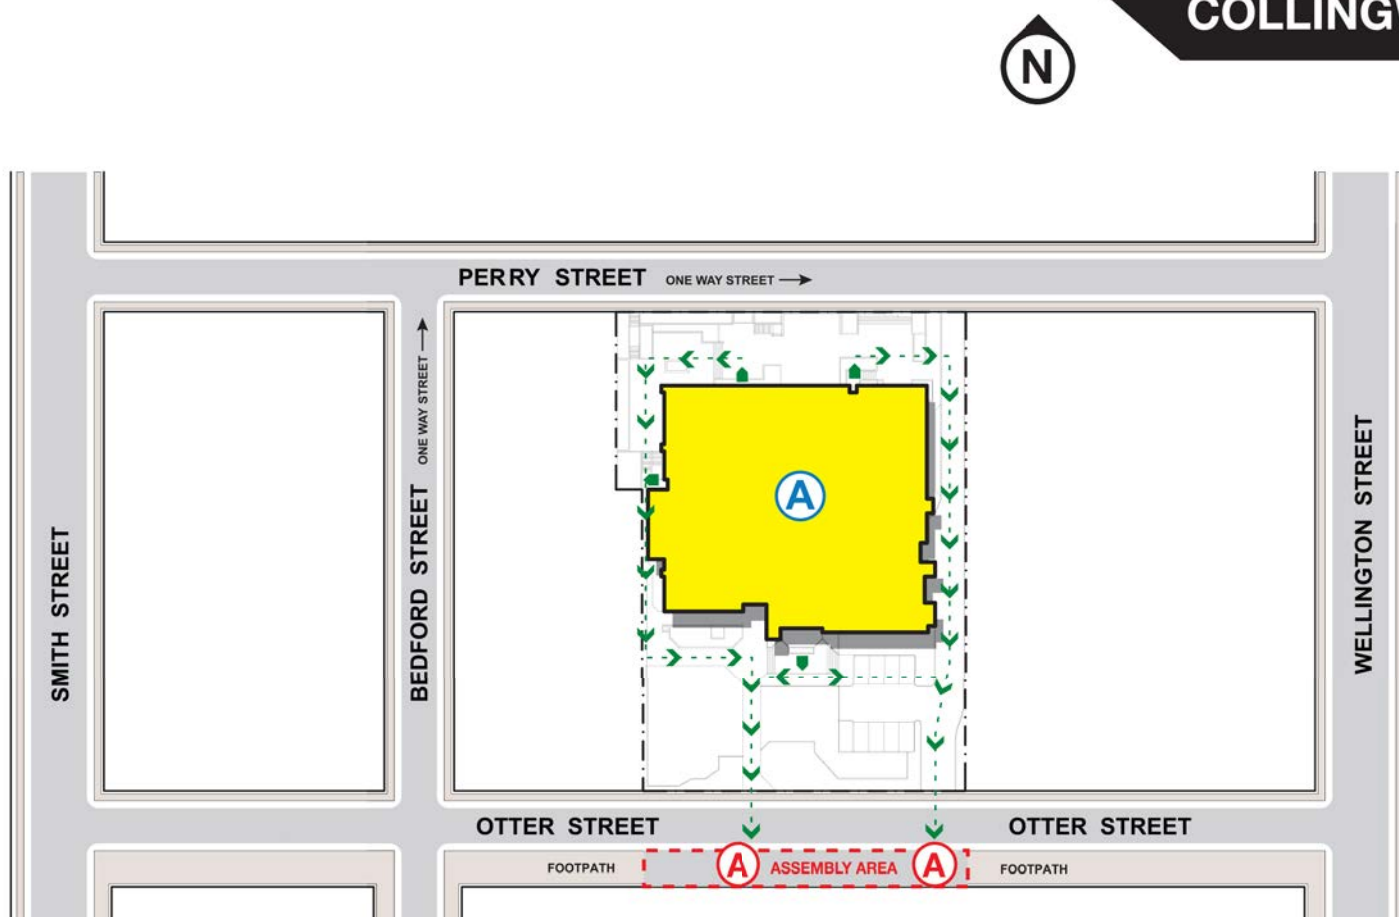 COLLINGW
N
PERRY STREET ONE WAY STREET
ONE WAY STREET
BEDFORD STREET
SMITH STREET
WELLINGTON STREET
A
OTTER STREET
OTTER STREET
FOOTPATH
A ASSEMBLY AREA A
FOOTPATH